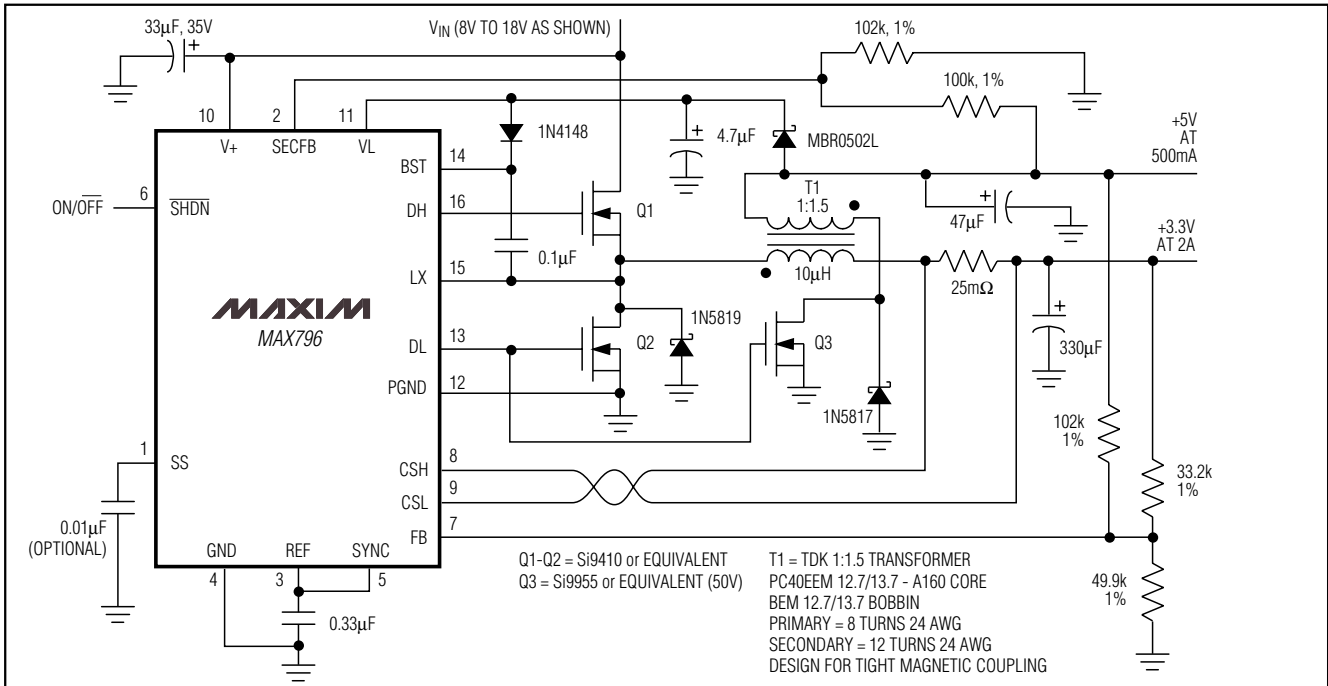 33µF, 35V
+
VIN (8V TO 18V AS SHOWN)
102k, 1%
100k, 1%
10
2
11
V+
SECFB
VL
1N4148
+
4.7µF
MBR0502L
+5V
AT
500mA
BST
14
6
ON/OFF
SHDN
DH
16
Q1
T1
1:1.5
+
47µF
+3.3V
AT 2A
0.1µF
LX
15
10µH
25mΩ
MAXIM
MAX796
1N5819
DL
13
Q2
Q3
+
330µF
PGND
12
1N5817
102k
1%
1
SS
CSH
8
33.2k
1%
CSL
9
0.01µF
(OPTIONAL)
FB
7
GND
REF
SYNC
4
3
5
0.33µF
Q1-Q2 = Si9410 or EQUIVALENT
Q3 = Si9955 or EQUIVALENT (50V)
T1 = TDK 1:1.5 TRANSFORMER
PC40EEM 12.7/13.7 - A160 CORE
BEM 12.7/13.7 BOBBIN
PRIMARY = 8 TURNS 24 AWG
SECONDARY = 12 TURNS 24 AWG
DESIGN FOR TIGHT MAGNETIC COUPLING
49.9k
1%